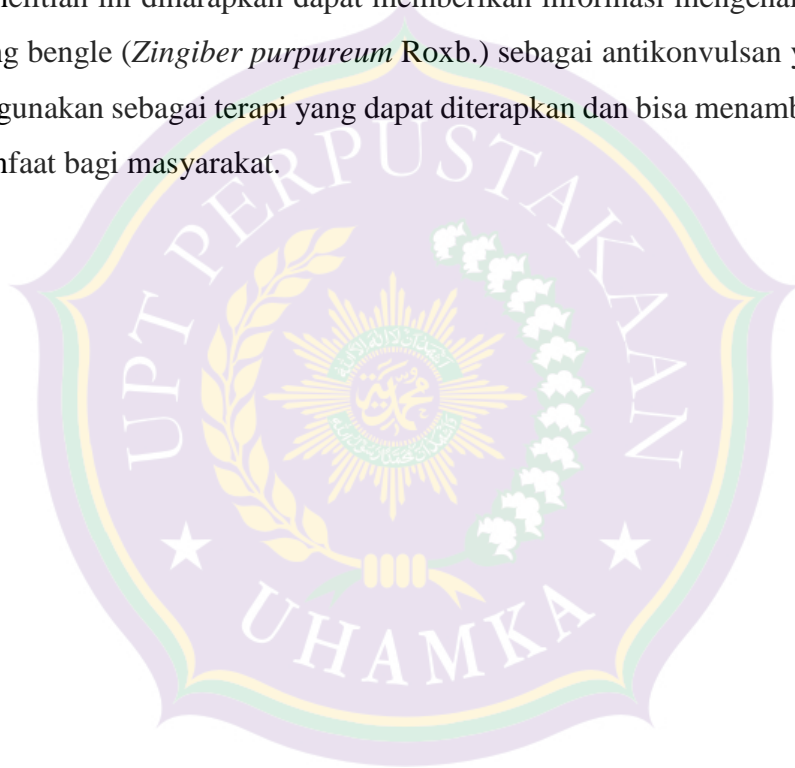 ini diharapkan dapat memberikan informasi mengenai
bengle (Zingiber purpureum Roxb.) sebagai antikonvulsan
sebagai terapi yang dapat diterapkan dan bisa
bagi masyarakat.
UPT PERPUSTAKAAN
UHAMKA